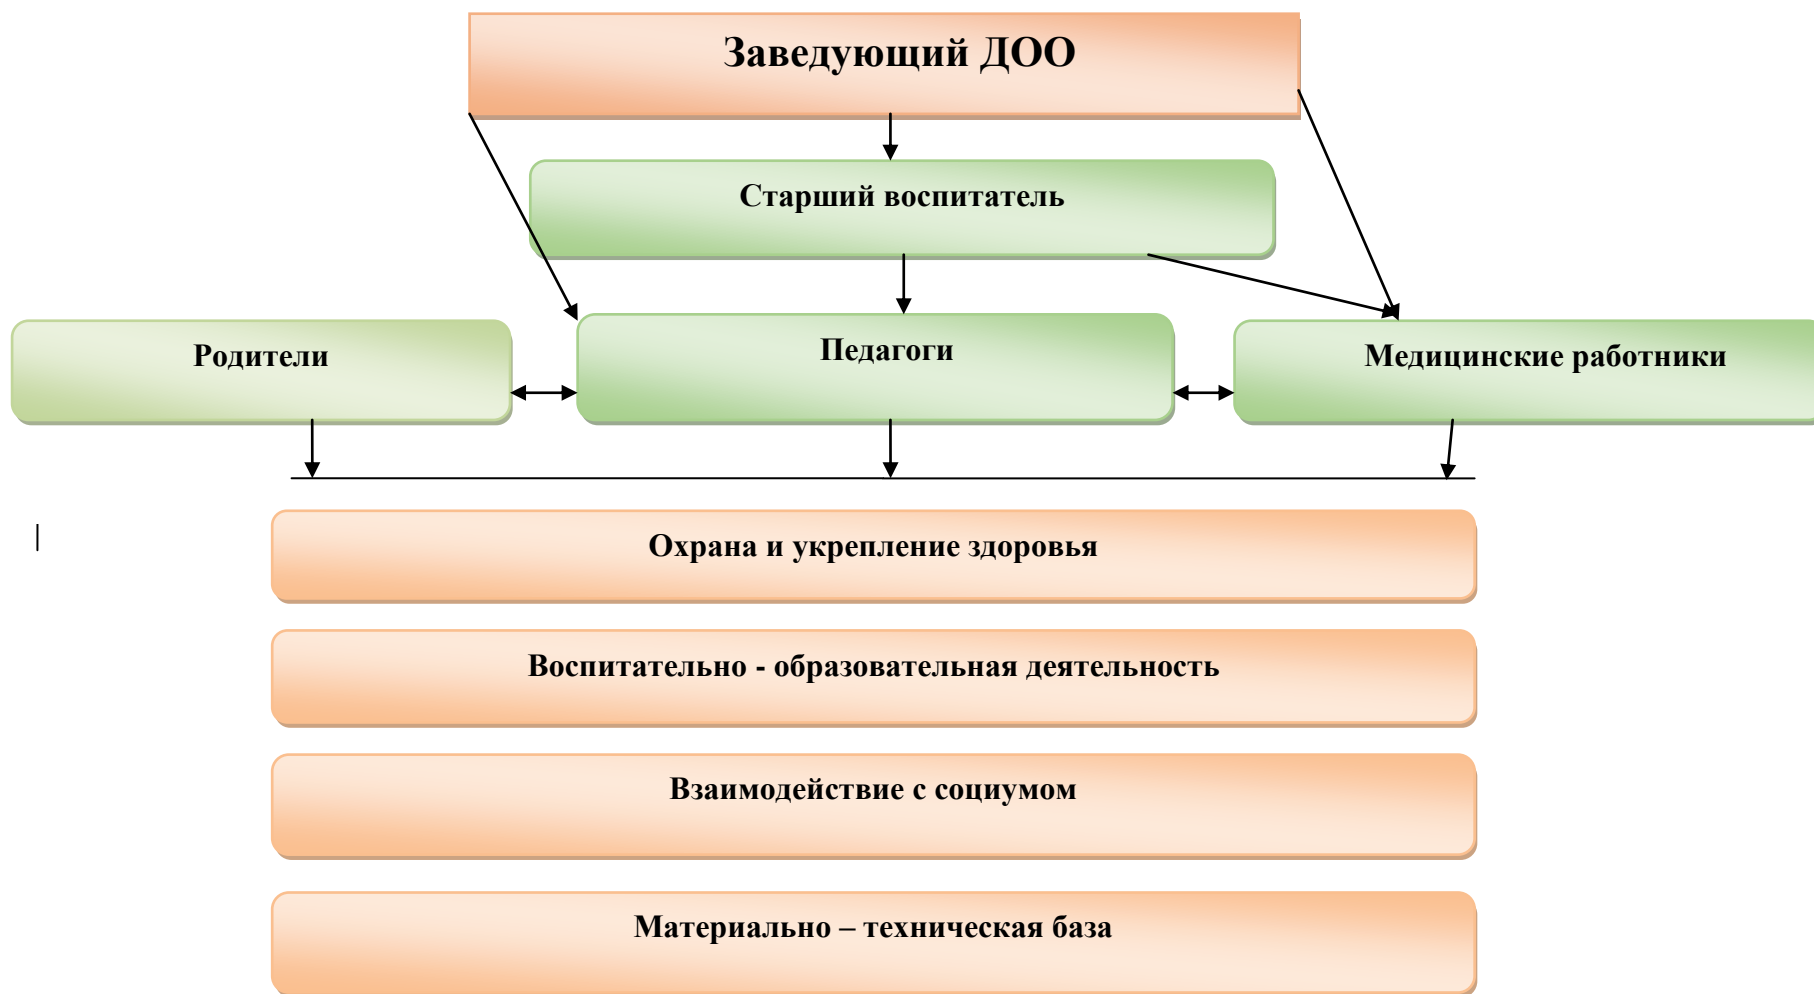 Заведующий ДОО
Старший воспитатель
Родители
Педагоги
Медицинские работники
Охрана и укрепление здоровья
Воспитательно - образовательная деятельность
Взаимодействие с социумом
Материально – техническая база